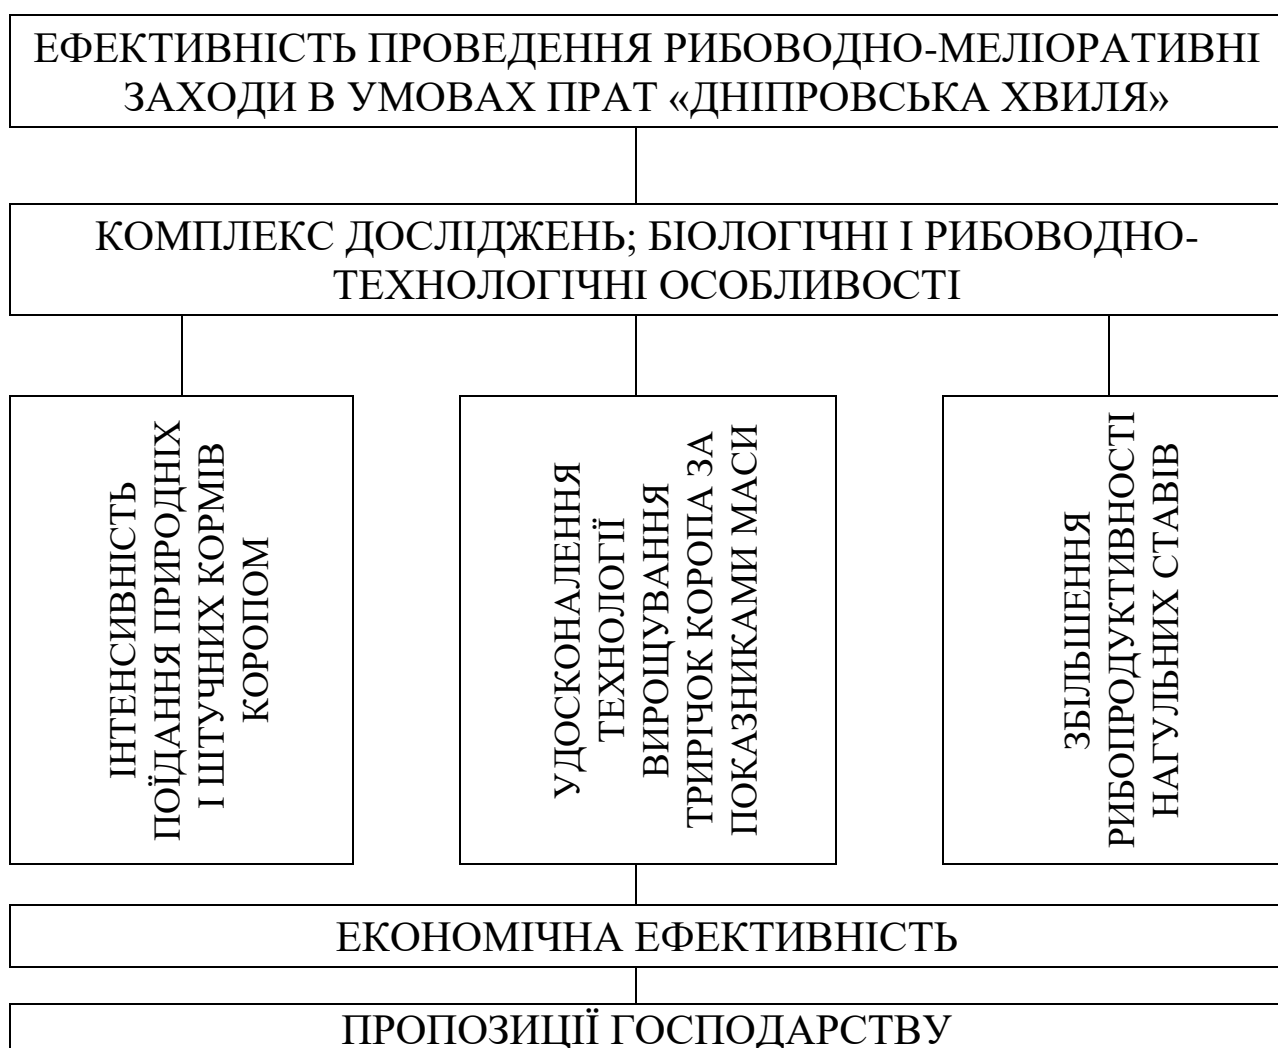 ЕФЕКТИВНІСТЬ ПРОВЕДЕННЯ РИБОВОДНО-МЕЛІОРАТИВНІ
ЗАХОДИ В УМОВАХ ПРАТ «ДНІПРОВСЬКА ХВИЛЯ»
КОМПЛЕКС ДОСЛІДЖЕНЬ; БІОЛОГІЧНІ І РИБОВОДНО-
ТЕХНОЛОГІЧНІ ОСОБЛИВОСТІ
ІНТЕНСИВНІСТЬ
ПОЇДАННЯ ПРИРОДНІХ
І ШТУЧНИХ КОРМІВ
КОРОПОМ
УДОСКОНАЛЕННЯ
ТЕХНОЛОГІЇ
ВИРОЩУВАННЯ
ТРИРІЧОК КОРОПА ЗА
ПОКАЗНИКАМИ МАСИ
ЗБІЛЬШЕННЯ
РИБОПРОДУКТИВНОСТІ
НАГУЛЬНИХ СТАВІВ
ЕКОНОМІЧНА ЕФЕКТИВНІСТЬ
ПРОПОЗИЦІЇ ГОСПОДАРСТВУ